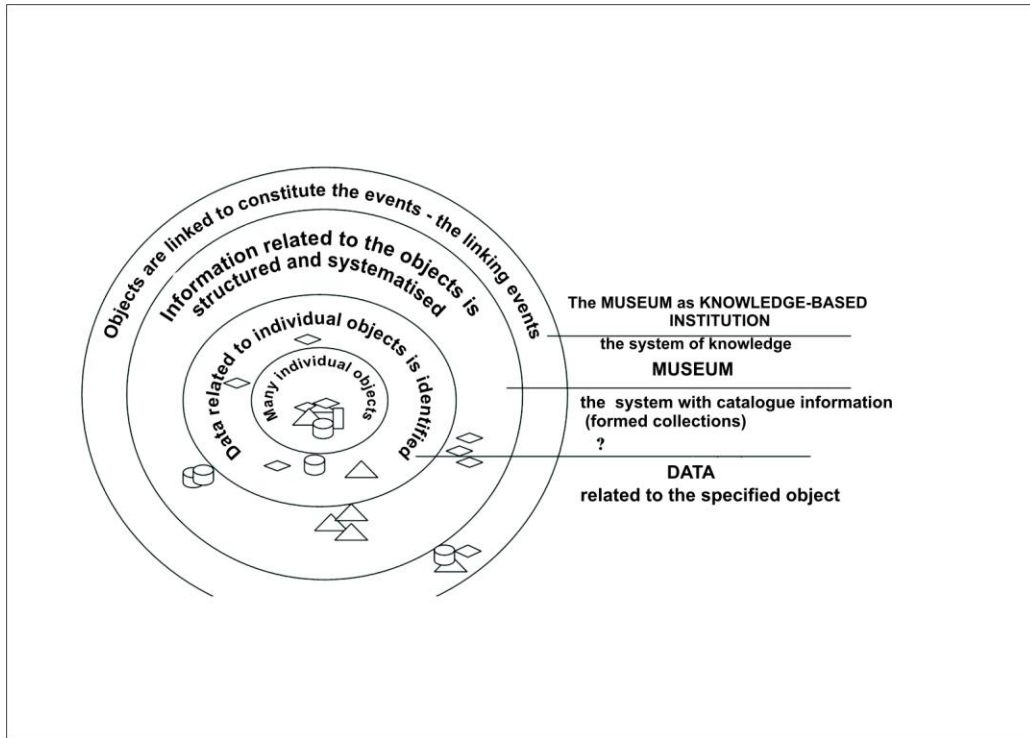 Objects are linked to constitute the events - the linking events
Information related to the objects is
structured and systematised
Data related to individual objects is identified
Many individual objects
The MUSEUM as KNOWLEDGE-BASED
INSTITUTION
the system of knowledge
MUSEUM
the system with catalogue information
(formed collections)
?
DATA
related to the specified object